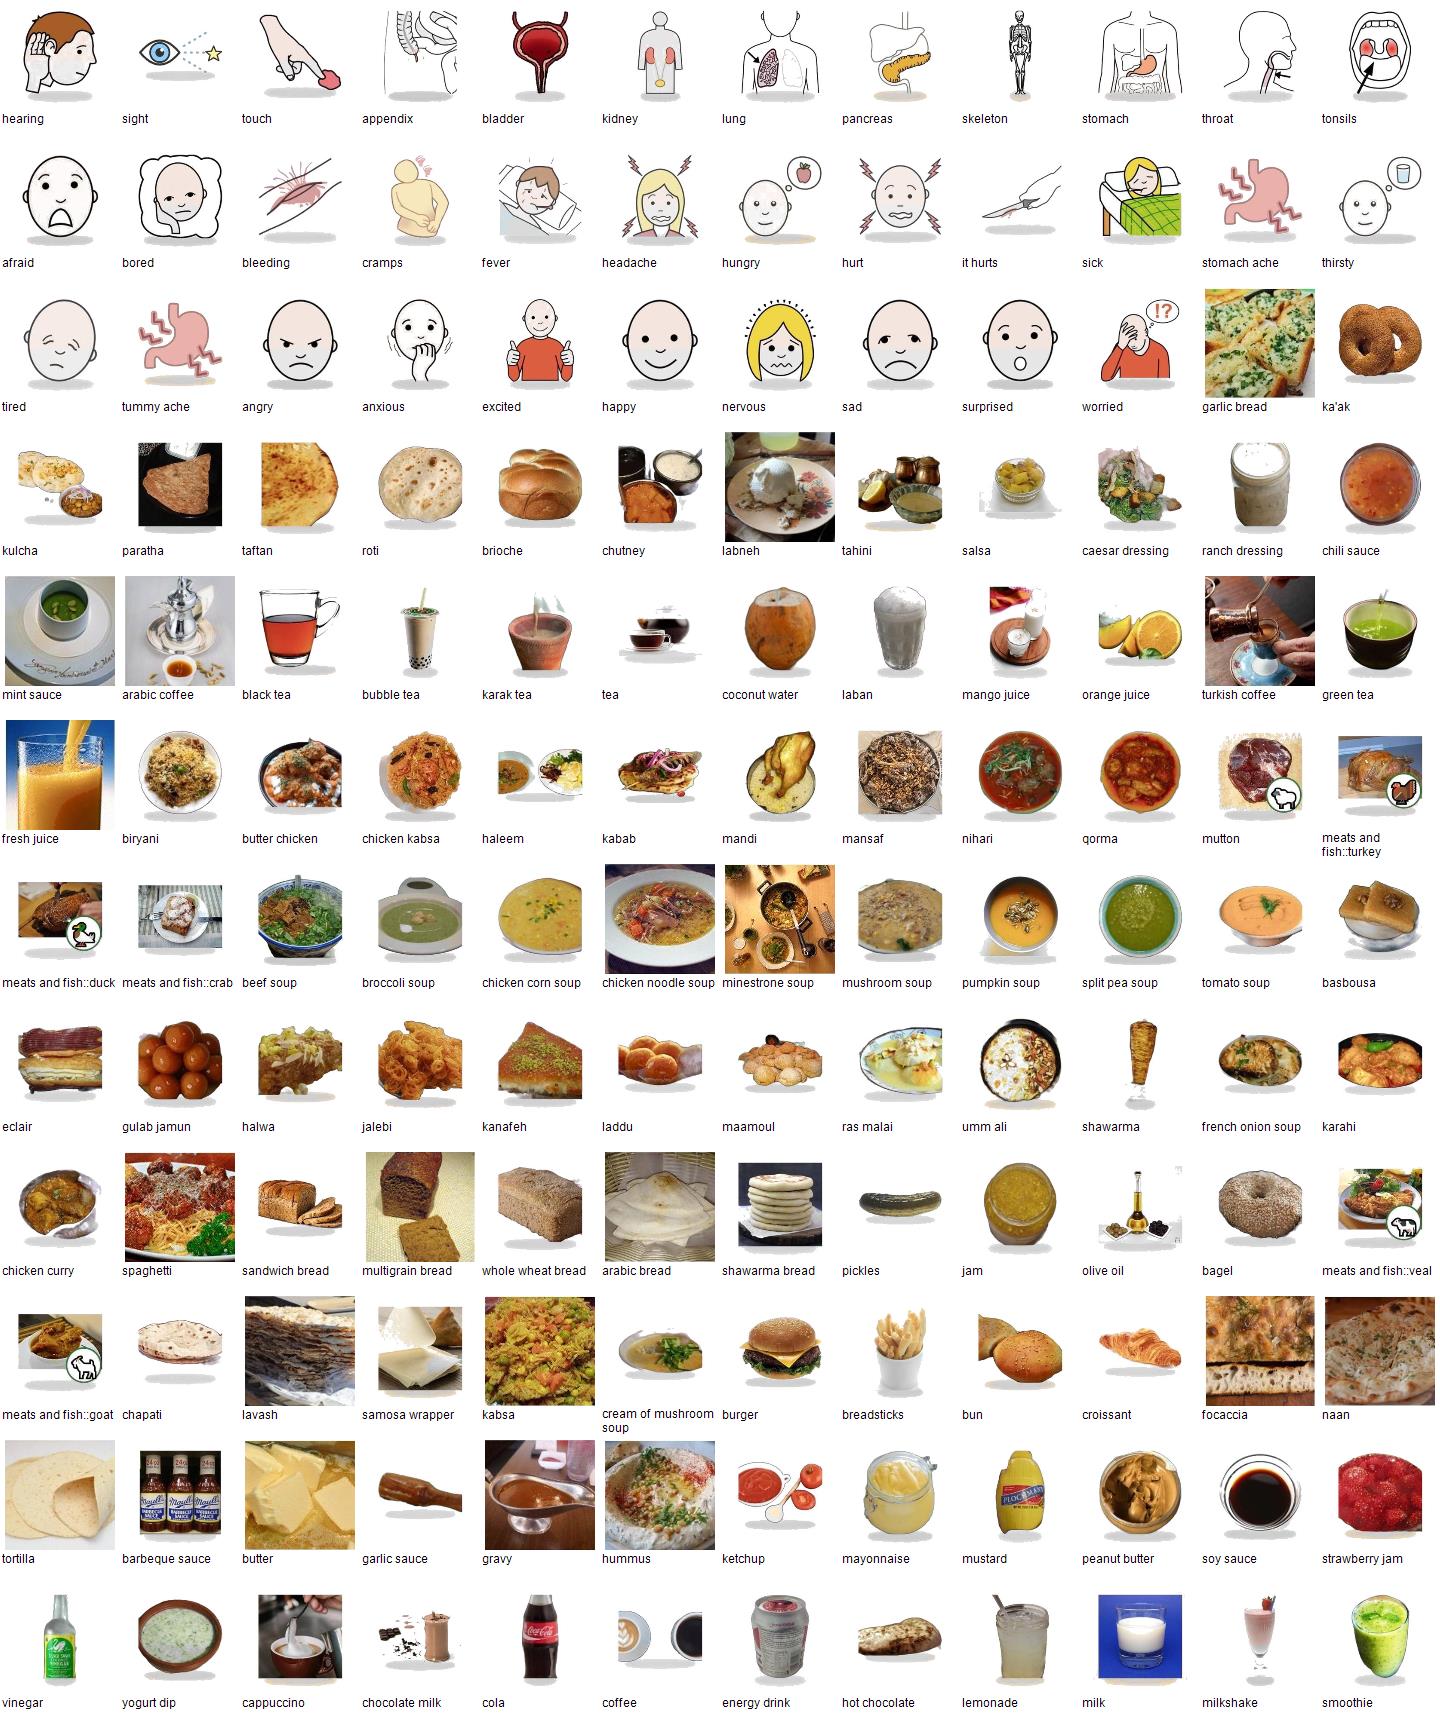 hearing sight touch appendix bladder kidney lung pancreas skeleton stomach throat tonsils
afraid bored bleeding cramps fever headache hungry hurt it hurts sick stomach ache thirsty
!?
tired tummy ache angry anxious excited happy nervous sad surprised worried garlic bread ka'ak
kulcha paratha taftan roti brioche chutney labneh tahini salsa caesar dressing ranch dressing chili sauce
mint sauce arabic coffee black tea bubble tea karak tea tea coconut water laban mango juice orange juice turkish coffee green tea
fresh juice biryani butter chicken chicken kabsa haleem kabab mandi mansaf nihari qorma mutton meats and
fish::turkey
meats and fish::duck meats and fish::crab beef soup broccoli soup chicken corn soup chicken noodle soup minestrone soup mushroom soup pumpkin soup split pea soup tomato soup basbousa
eclair gulab jamun halwa jalebi kanafeh laddu maamoul ras malai umm ali shawarma french onion soup karahi
chicken curry spaghetti sandwich bread multigrain bread whole wheat bread arabic bread shawarma bread pickles jam olive oil bagel meats and fish::veal
meats and fish::goat chapati lavash samosa wrapper kabsa cream of mushroom burger breadsticks bun croissant focaccia naan
soup
tortilla barbeque sauce butter garlic sauce gravy hummus ketchup mayonnaise mustard peanut butter soy sauce strawberry jam
Coca-Cola
vinegar yogurt dip cappuccino chocolate milk cola coffee energy drink hot chocolate lemonade milk milkshake smoothie